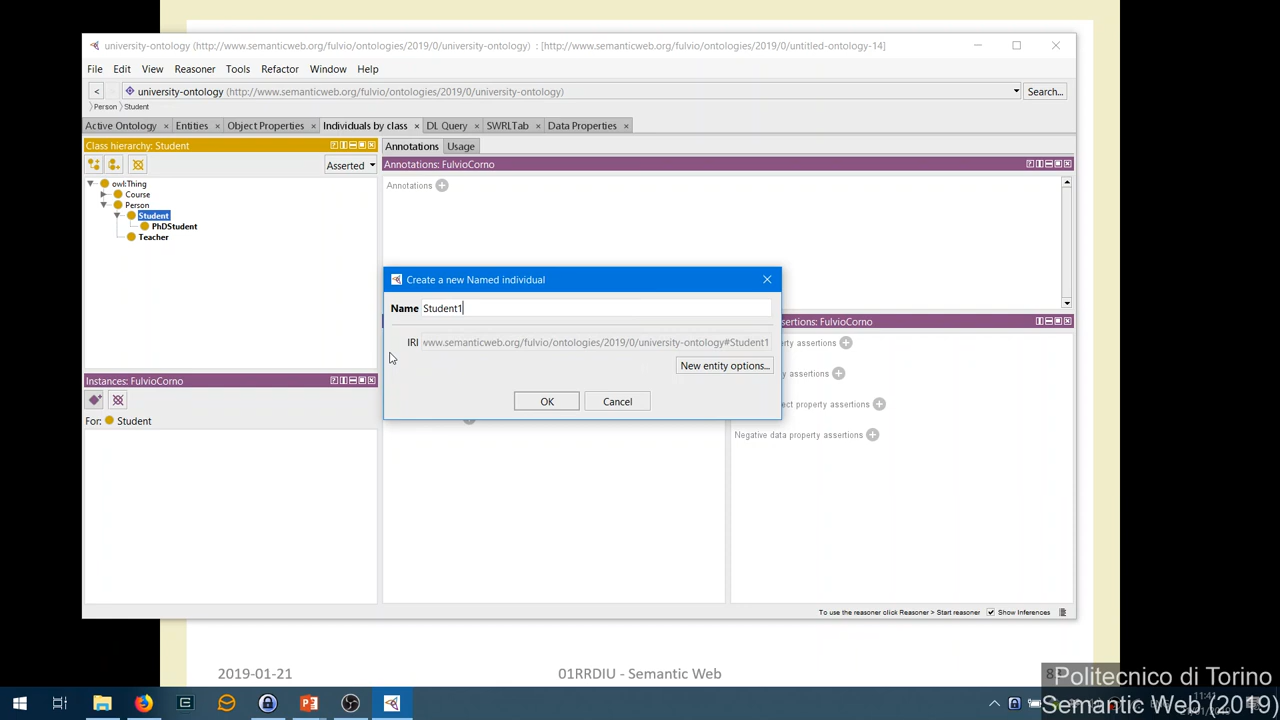 university-ontology (http://www.semanticweb.org/fulvio/ontologies/2019/0/university-ontology) : [http://www.semanticweb.org/fulvio/ontologies/2019/0/untitled-ontology-14]
File Edit View Reasoner Tools Refactor Window Help
< university-ontology (http://www.semanticweb.org/fulvio/ontologies/2019/0/university-ontology) Search...
Person Student
Active Ontology × Entities × Object Properties × Individuals by class × DL Query × SWRLTab × Data Properties ×
Class hierarchy: Student
Asserted
owl:Thing
Course
Person
Student
PhDStudent
Teacher
Annotations Usage
Annotations: FulvioCorno
Annotations
Create a new Named individual
Name Student1
IRI www.semanticweb.org/fulvio/ontologies/2019/0/university-ontology#Student1
New entity options...
OK Cancel
Instances: FulvioCorno
For: Student
ssertions: FulvioCorno
perty assertions
y assertions
ect property assertions
Negative data property assertions
To use the reasoner click Reasoner > Start reasoner Show Inferences
2019-01-21 01RRDIU - Semantic Web
Politecnico di Torino
Semantic Web (2019)